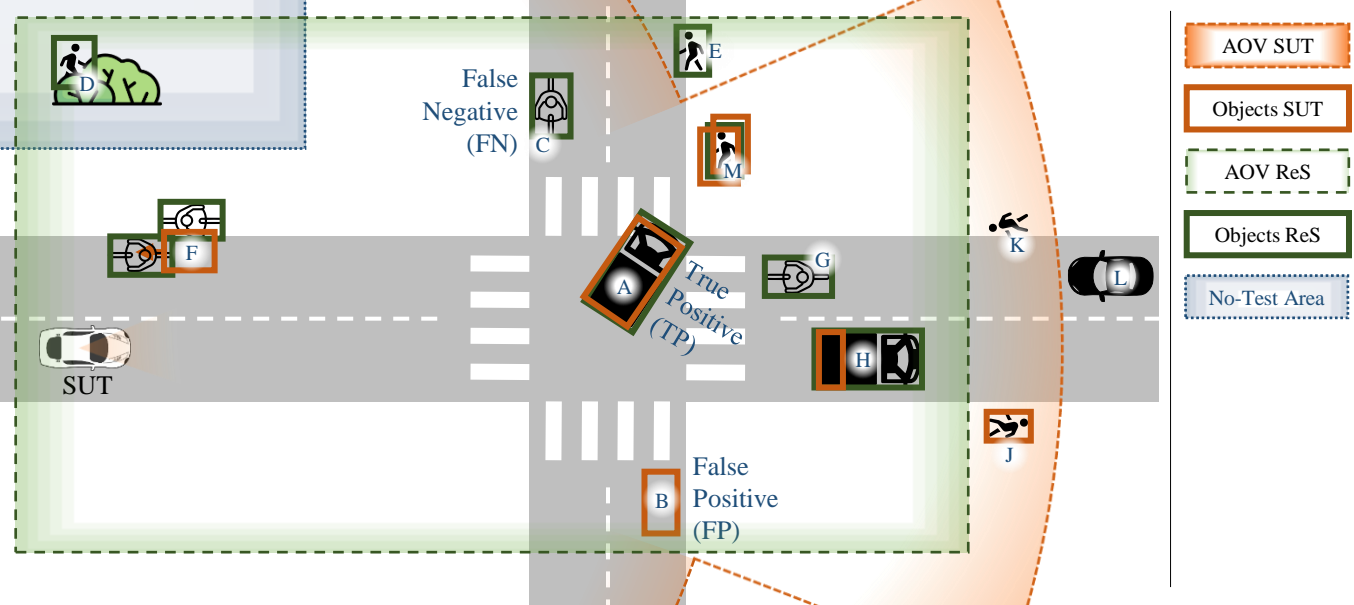 D
False
Negative
(FN)
C
E
M
F
A
True
Positive
(TP)
G
K
L
H
SUT
J
B
False
Positive
(FP)
AOV SUT
Objects SUT
AOV ReS
Objects ReS
No-Test Area